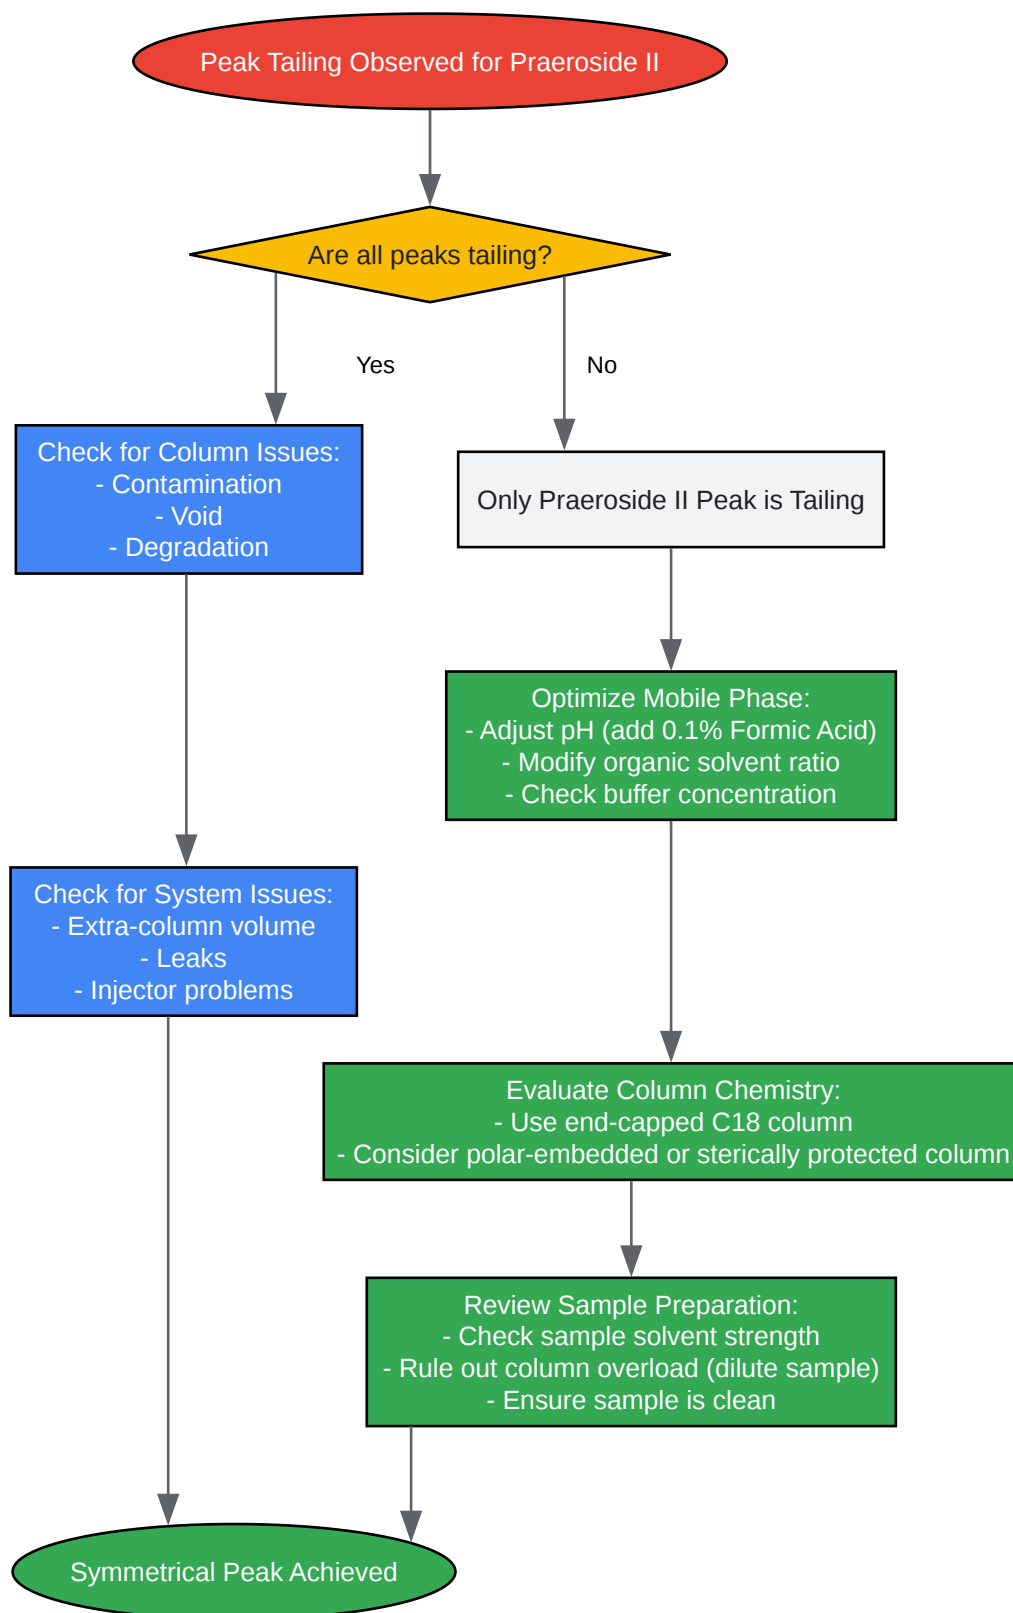 Peak Tailing Observed for Praeroside II
Are all peaks tailing?
Yes
No
Check for Column Issues:
- Contamination
- Void
- Degradation
Only Praeroside II Peak is Tailing
Optimize Mobile Phase:
- Adjust pH (add 0.1% Formic Acid)
- Modify organic solvent ratio
- Check buffer concentration
Check for System Issues:
- Extra-column volume
- Leaks
- Injector problems
Evaluate Column Chemistry:
- Use end-capped C18 column
- Consider polar-embedded or sterically protected column
Review Sample Preparation:
- Check sample solvent strength
- Rule out column overload (dilute sample)
- Ensure sample is clean
Symmetrical Peak Achieved